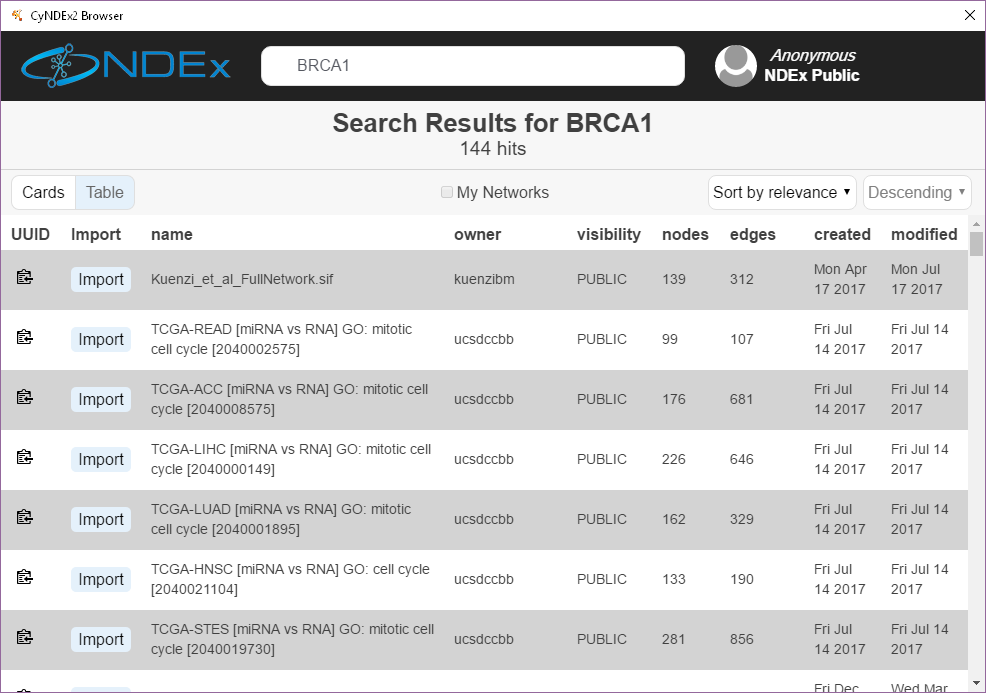 CyNDEx2 Browser
NDEx
BRCA1
Anonymous
NDEx Public
Search Results for BRCA1
144 hits
Cards Table My Networks Sort by relevance Descending
UUID Import name owner visibility nodes edges created modified
Import Kuenzi_et_al_FullNetwork.sif kuenzibm PUBLIC 139 312 Mon Apr 17 2017 Mon Jul 17 2017
Import TCGA-READ [miRNA vs RNA] GO: mitotic cell cycle [2040002575] ucsdccbb PUBLIC 99 107 Fri Jul 14 2017 Fri Jul 14 2017
Import TCGA-ACC [miRNA vs RNA] GO: mitotic cell cycle [2040008575] ucsdccbb PUBLIC 176 681 Fri Jul 14 2017 Fri Jul 14 2017
Import TCGA-LIHC [miRNA vs RNA] GO: mitotic cell cycle [2040000149] ucsdccbb PUBLIC 226 646 Fri Jul 14 2017 Fri Jul 14 2017
Import TCGA-LUAD [miRNA vs RNA] GO: mitotic cell cycle [2040001895] ucsdccbb PUBLIC 162 329 Fri Jul 14 2017 Fri Jul 14 2017
Import TCGA-HNSC [miRNA vs RNA] GO: cell cycle [2040021104] ucsdccbb PUBLIC 133 190 Fri Jul 14 2017 Fri Jul 14 2017
Import TCGA-STES [miRNA vs RNA] GO: mitotic cell cycle [2040019730] ucsdccbb PUBLIC 281 856 Fri Jul 14 2017 Fri Jul 14 2017
Fri Dec Wed Mar